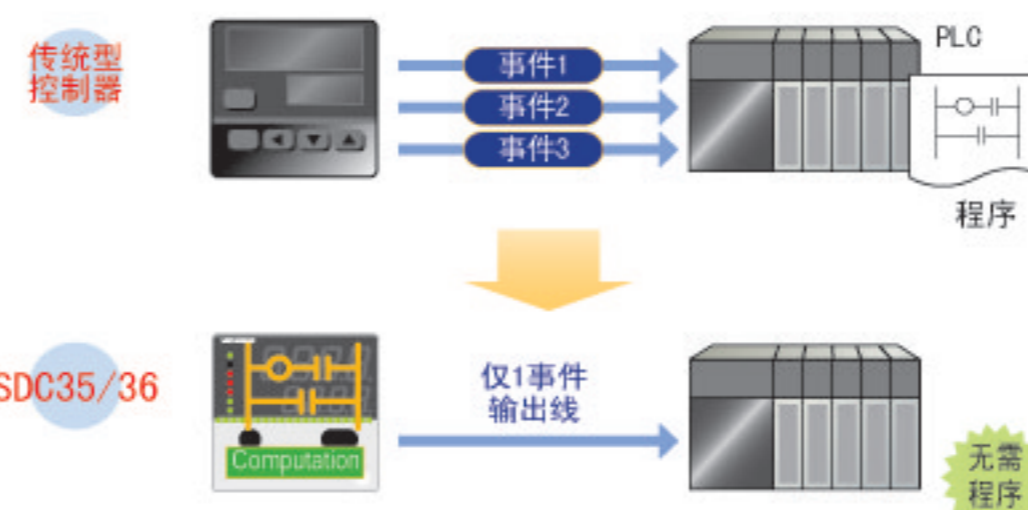 传统型
控制器
事件1
事件2
事件3
PLC
程序
SDC35/36
Computation
仅1事件
输出线
无需
程序